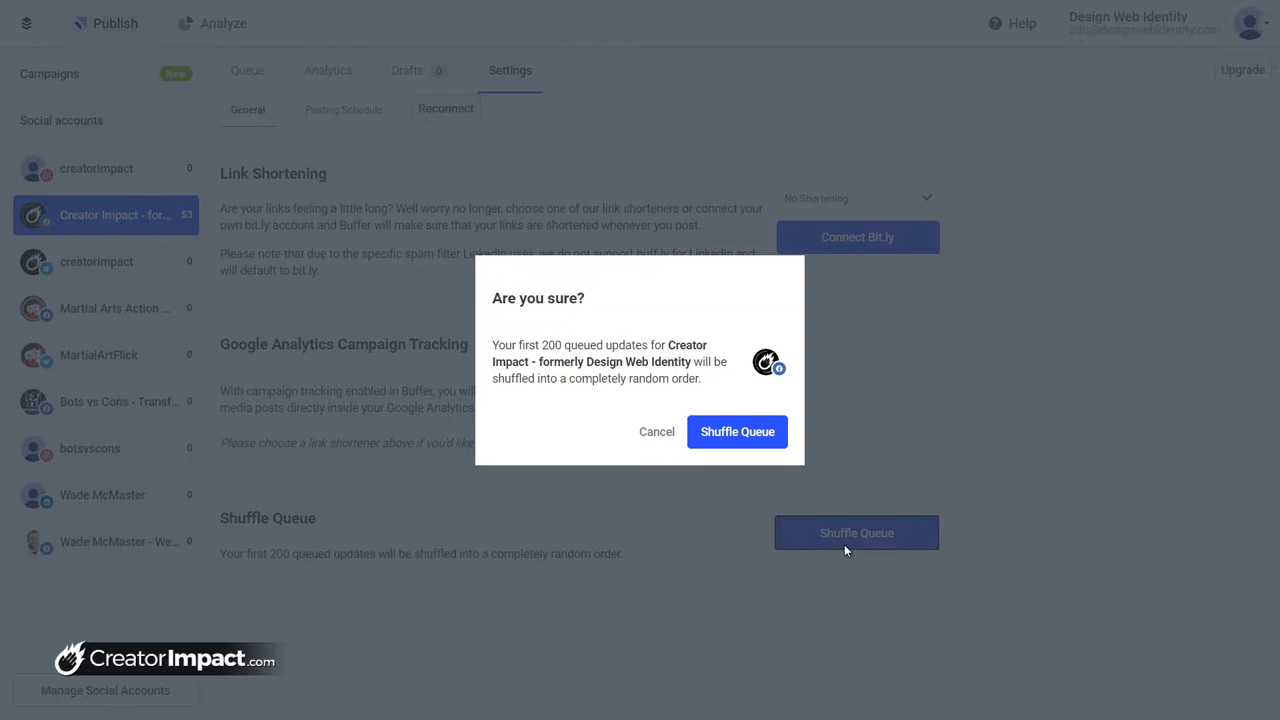 Publish
Analyze
Help
Design Web Identity
info@designwebidentity.com
Campaigns
New
Queue
Analytics
Drafts 0
Settings
Upgrade
General
Posting Schedule
Reconnect
Social accounts
creatorimpact 0
Creator Impact - for... 53
creatorimpact 0
Martial Arts Action ... 0
MartialArtFlick 0
Bots vs Cons - Transf... 0
botsvscons 0
Wade McMaster 0
Wade McMaster - We... 0
Manage Social Accounts
Link Shortening
Are your links feeling a little long? Well worry no longer, choose one of our link shorteners or connect your
own bit.ly account and Buffer will make sure that your links are shortened whenever you post.
Please note that due to the specific spam filter LinkedIn uses, we do not support buff.ly for LinkedIn and
will default to bit.ly.
No Shortening
Connect Bit.ly
Google Analytics Campaign Tracking
With campaign tracking enabled in Buffer, you wil
media posts directly inside your Google Analytics
Please choose a link shortener above if you'd like
Are you sure?
Your first 200 queued updates for Creator
Impact - formerly Design Web Identity will be
shuffled into a completely random order.
Cancel
Shuffle Queue
Shuffle Queue
Your first 200 queued updates will be shuffled into a completely random order.
Shuffle Queue
CreatorImpact.com